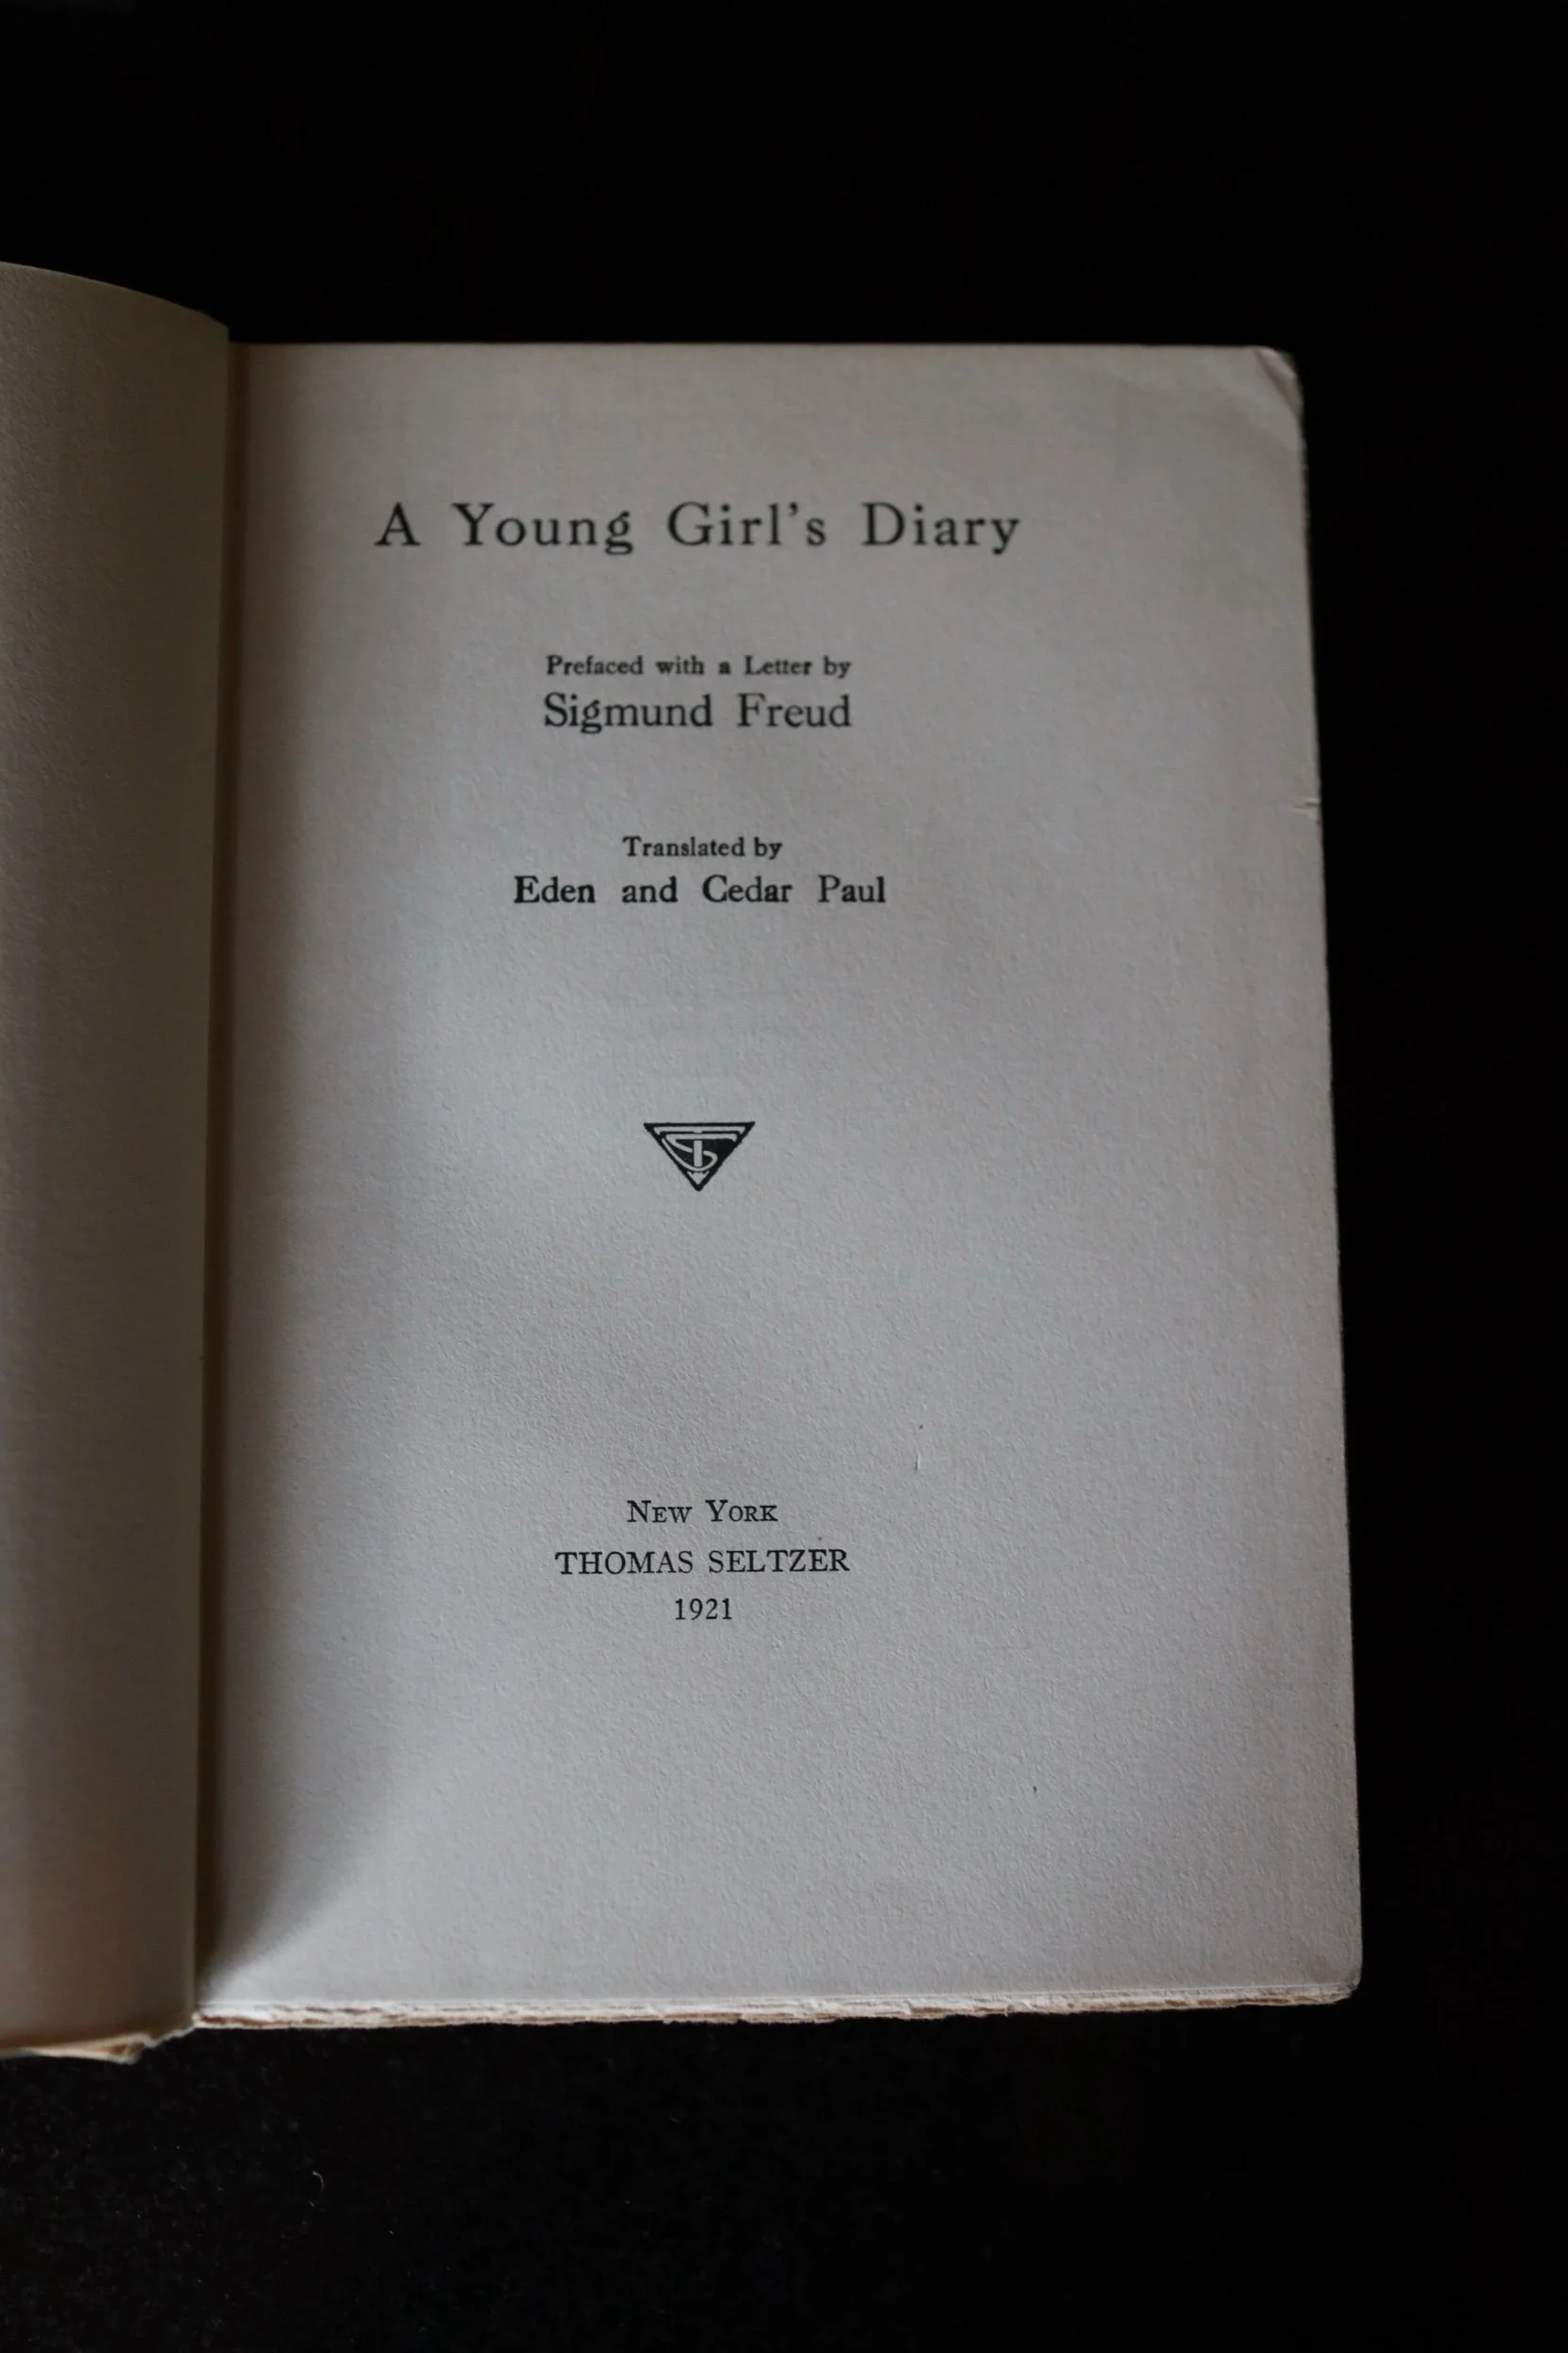 A Young Girl's Diary
Prefaced with a Letter by
Sigmund Freud
Translated by
Eden and Cedar Paul
TS
New York
THOMAS SELTZER
1921